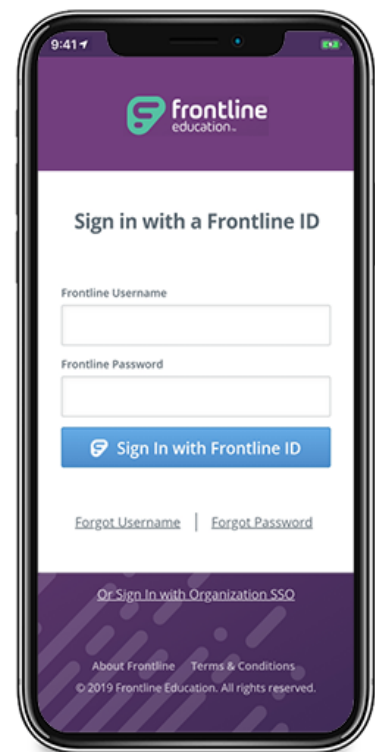 9:41
frontline
education™
Sign in with a Frontline ID
Frontline Username
Frontline Password
Sign In with Frontline ID
Forgot Username | Forgot Password
Or Sign In with Organization SSO
About Frontline Terms & Conditions
© 2019 Frontline Education. All rights reserved.